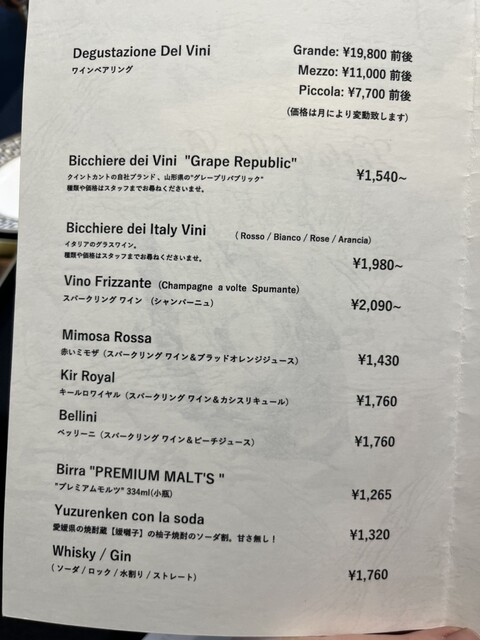 Degustazione Del Vini Grande: ¥19,800 前後
ワインペアリング Mezzo: ¥11,000 前後
Piccola: ¥7,700 前後
(価格は月により変動致します)
Bicchiere dei Vini "Grape Republic" ¥1,540~
クイントカントの自社ブランド、山形県の"グレープリパブリック"
種類や価格はスタッフまでお尋ねくださいませ。
Bicchiere dei Italy Vini (Rosso / Bianco / Rose / Arancia)
イタリアのグラスワイン。
種類や価格はスタッフまでお尋ねくださいませ。 ¥1,980~
Vino Frizzante (Champagne a volte Spumante)
スパークリング ワイン (シャンパーニュ) ¥2,090~
Mimosa Rossa
赤いミモザ (スパークリング ワイン&ブラッドオレンジジュース) ¥1,430
Kir Royal
キールロワイヤル (スパークリング ワイン&カシスリキュール) ¥1,760
Bellini
ベッリーニ (スパークリング ワイン&ピーチジュース) ¥1,760
Birra "PREMIUM MALT'S "
"プレミアムモルツ" 334ml(小瓶) ¥1,265
Yuzurenken con la soda
愛媛県の焼酎蔵【媛囃子】の柚子焼酎のソーダ割。甘さ無し! ¥1,320
Whisky / Gin
(ソーダ / ロック / 水割り / ストレート) ¥1,760